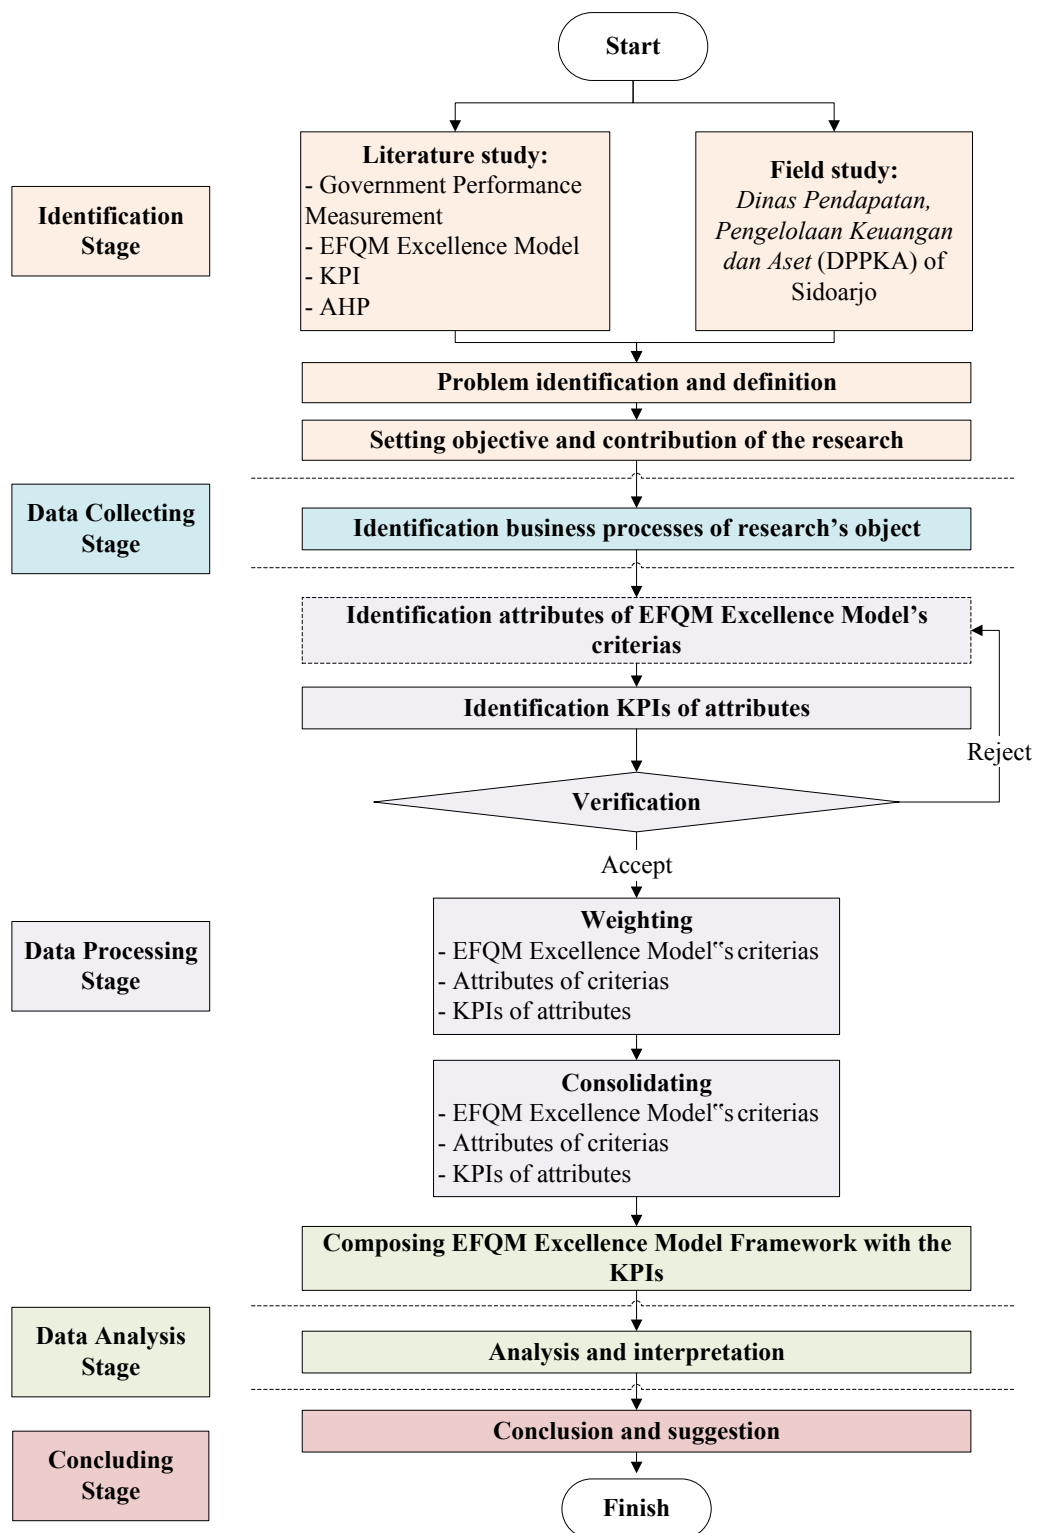 Start
Literature study:
- Government Performance
Measurement
- EFQM Excellence Model
- KPI
- AHP
Field study:
Dinas Pendapatan,
Pengelolaan Keuangan
dan Aset (DPPKA) of
Sidoarjo
Identification
Stage
Problem identification and definition
Setting objective and contribution of the research
Data Collecting
Stage
Identification business processes of research’s object
Identification attributes of EFQM Excellence Model’s
criterias
Identification KPIs of attributes
Reject
Verification
Accept
Data Processing
Stage
Weighting
- EFQM Excellence Model‟s criterias
- Attributes of criterias
- KPIs of attributes
Consolidating
- EFQM Excellence Model‟s criterias
- Attributes of criterias
- KPIs of attributes
Composing EFQM Excellence Model Framework with the
KPIs
Data Analysis
Stage
Analysis and interpretation
Conclusion and suggestion
Concluding
Stage
Finish